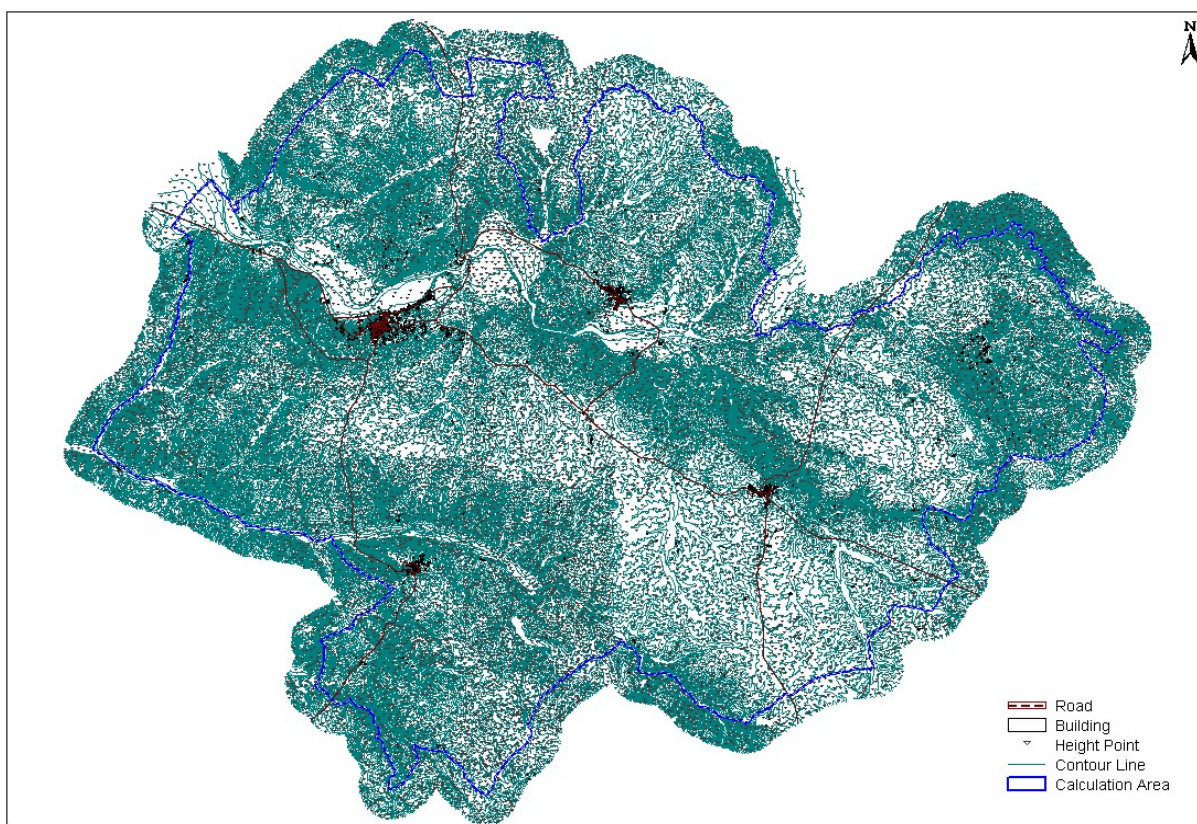 N
Road
Building
Height Point
Contour Line
Calculation Area